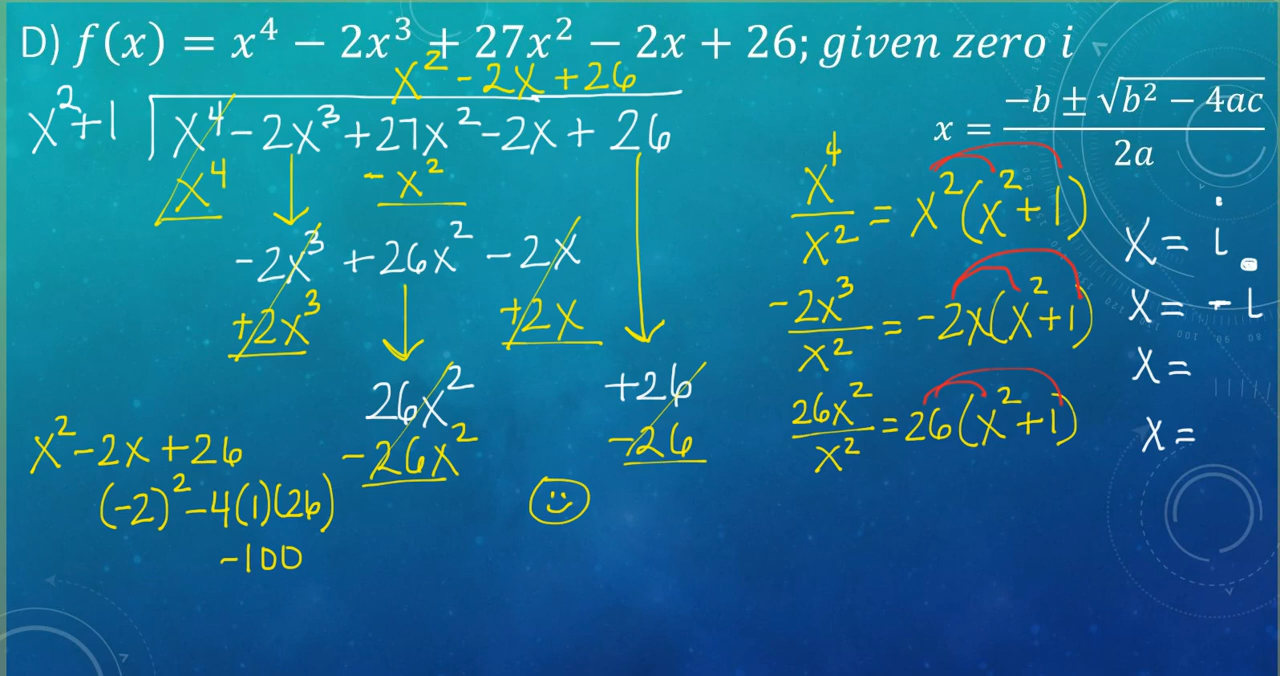 D) f(x) = x⁴ − 2x³ + 27x² − 2x + 26; given zero i
x² - 2x + 26
x²+1 x⁴ - 2x³ + 27x² - 2x + 26
x⁴ - x²
-2x³ + 26x² - 2x
+2x³ +2x
26x² +26
-26x² -26
x² - 2x + 26
(-2)² - 4(1)(26)
-100
x = (−b ± √(b² − 4ac)) / 2a
x⁴/x² = x²(x²+1)
-2x³/x² = -2x(x²+1)
26x²/x² = 26(x²+1)
x = i
x = -i
x =
x =